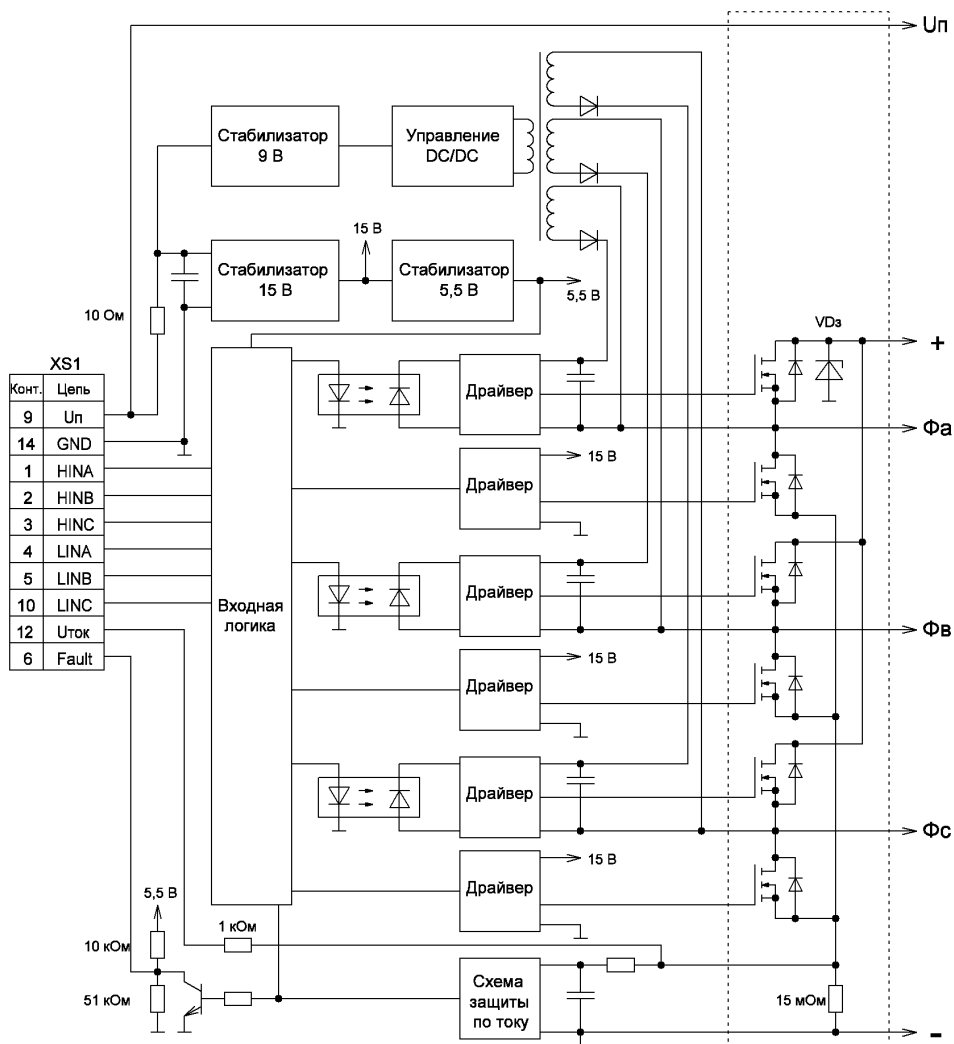 Uп
Стабилизатор
9 В
Управление
DC/DC
Стабилизатор
15 В
15 В
Стабилизатор
5,5 В
5,5 В
10 Ом
VDз
+
XS1
Конт. Цепь
9 Uп
14 GND
1 HINA
2 HINB
3 HINC
4 LINA
5 LINB
10 LINC
12 Uток
6 Fault
Входная
логика
Драйвер
Фа
Драйвер
15 В
Драйвер
Фв
Драйвер
15 В
Драйвер
Фс
Драйвер
15 В
5,5 В
10 кОм
51 кОм
1 кОм
Схема
защиты
по току
15 мОм
-